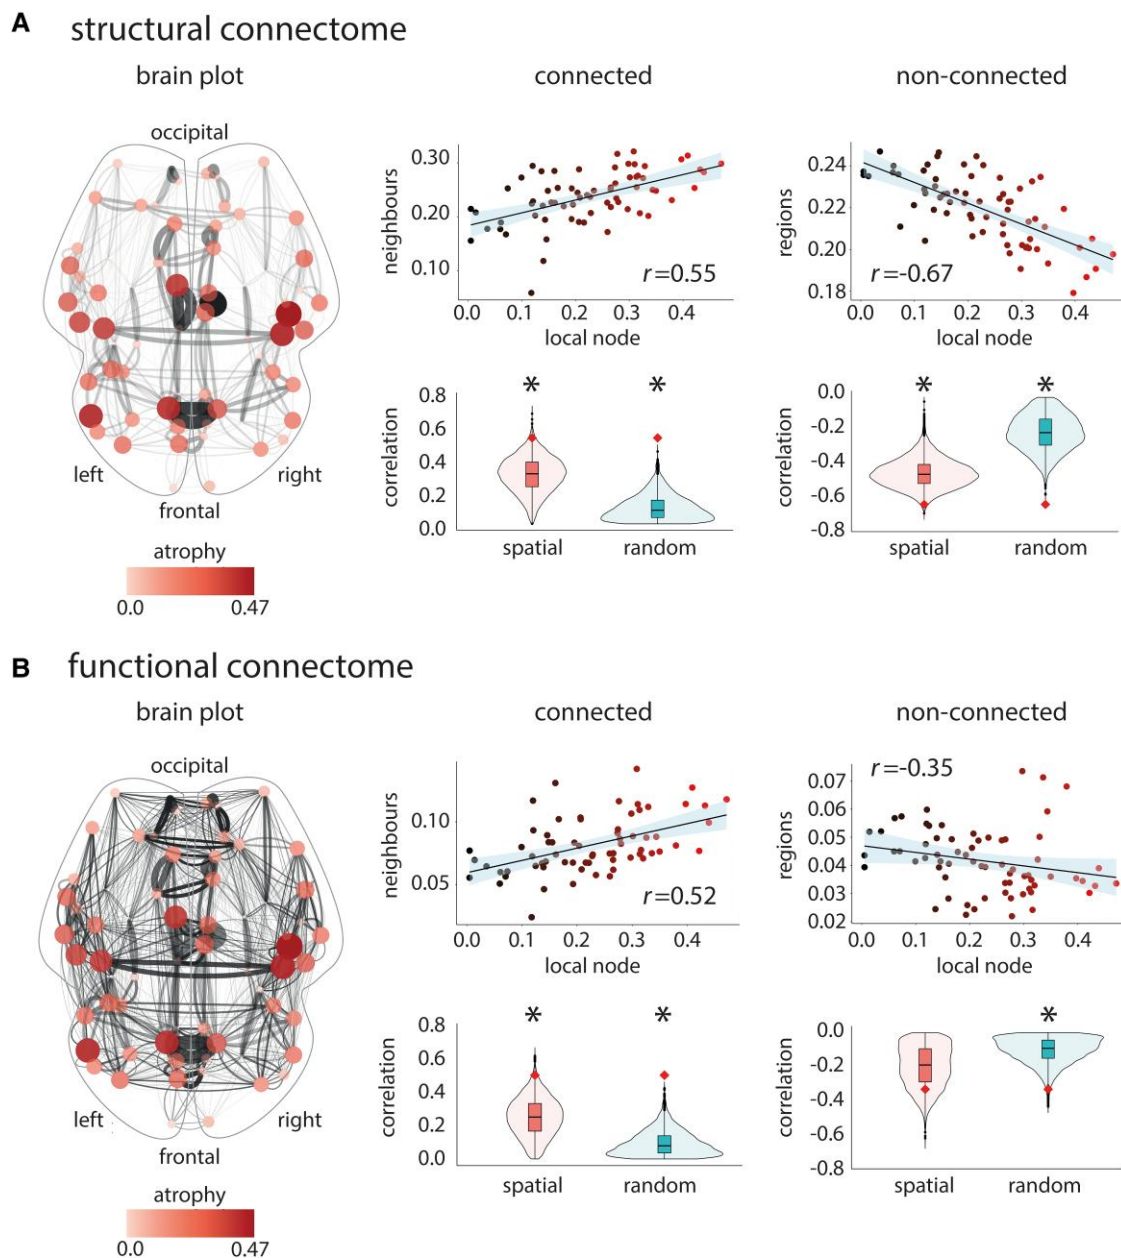 A structural connectome
brain plot
occipital
left
right
frontal
atrophy
0.0 0.47
connected
neighbours
0.30
0.20
0.10
r=0.55
0.0 0.1 0.2 0.3 0.4
local node
non-connected
regions
0.24
0.22
0.20
0.18
r=-0.67
0.0 0.1 0.2 0.3 0.4
local node
correlation
0.8
0.6
0.4
0.2
0.0
* *
spatial random
correlation
0.0
-0.2
-0.4
-0.6
-0.8
* *
spatial random
B functional connectome
brain plot
occipital
left
right
frontal
atrophy
0.0 0.47
connected
neighbours
0.10
0.05
r=0.52
0.0 0.1 0.2 0.3 0.4
local node
non-connected
regions
0.07
0.06
0.05
0.04
0.03
0.02
r=-0.35
0.0 0.1 0.2 0.3 0.4
local node
correlation
0.8
0.6
0.4
0.2
0.0
* *
spatial random
correlation
0.0
-0.2
-0.4
-0.6
-0.8
*
spatial random